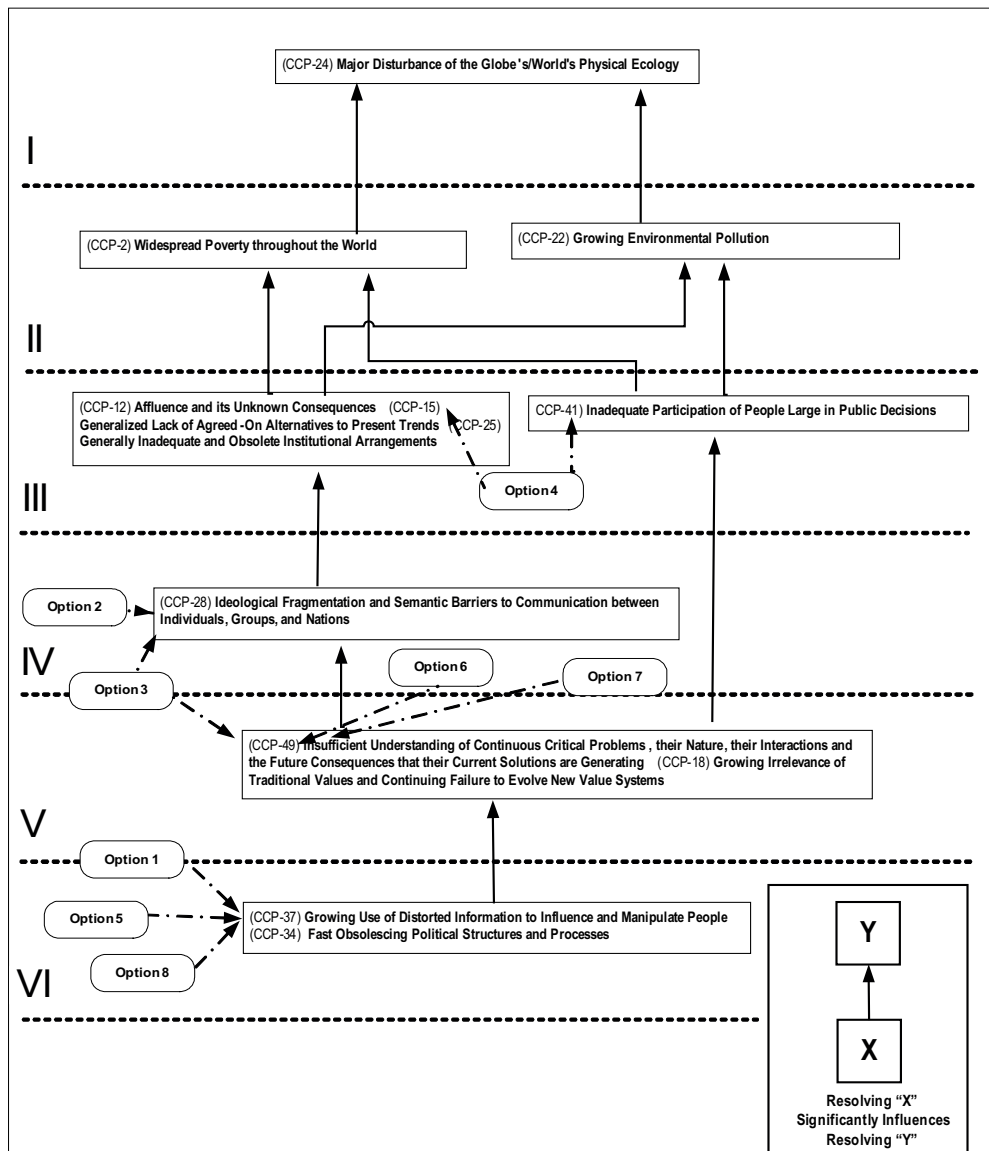 (CCP-24) Major Disturbance of the Globe's/World's Physical Ecology
I
(CCP-2) Widespread Poverty throughout the World
(CCP-22) Growing Environmental Pollution
II
(CCP-12) Affluence and its Unknown Consequences (CCP-15)
Generalized Lack of Agreed-On Alternatives to Present Trends (CCP-25)
Generally Inadequate and Obsolete Institutional Arrangements
(CCP-41) Inadequate Participation of People Large in Public Decisions
Option 4
III
(CCP-28) Ideological Fragmentation and Semantic Barriers to Communication between
Individuals, Groups, and Nations
Option 2
IV
Option 6
Option 3
Option 7
(CCP-49) Insufficient Understanding of Continuous Critical Problems , their Nature, their Interactions and
the Future Consequences that their Current Solutions are Generating (CCP-18) Growing Irrelevance of
Traditional Values and Continuing Failure to Evolve New Value Systems
V
Option 1
(CCP-37) Growing Use of Distorted Information to Influence and Manipulate People
(CCP-34) Fast Obsolescing Political Structures and Processes
Option 5
Option 8
VI
Y
X
Resolving “X”
Significantly Influences
Resolving “Y”